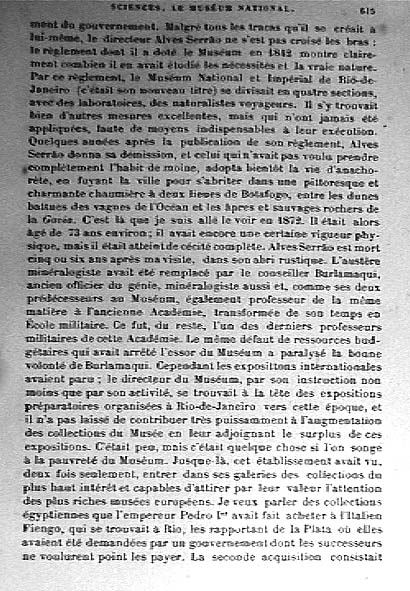 SCIENCES. LE MUSÉUM NATIONAL. 615
ment du gouvernement. Malgré tous les tracas qu'il se créait à
lui-même, le directeur Alves Serrão ne s'est pas croisé les bras :
le règlement dont il a doté le Muséum en 1842 montre claire-
ment combien il en avait étudié les nécessités et la vraie nature.
Par ce règlement, le Muséum National et Impérial de Rio-de-
Janeiro (c'était son nouveau titre) se divisait en quatre sections,
avec des laboratoires, des naturalistes voyageurs. Il s'y trouvait
bien d'autres mesures excellentes, mais qui n'ont jamais été
appliquées, faute de moyens indispensables à leur exécution.
Quelques années après la publication de son règlement, Alves
Serrão donna sa démission, et celui qui n'avait pas voulu prendre
complètement l'habit de moine, adopta bientôt la vie d'anacho-
rète, en fuyant la ville pour s'abriter dans une pittoresque et
charmante chaumière à deux lieues de Botafogo, entre les dunes
battues des vagues de l'Océan et les âpres et sauvages rochers de
la Gavéa. C'est là que je suis allé le voir en 1872. Il était alors
âgé de 73 ans environ ; il avait encore une certaine vigueur phy-
sique, mais il était atteint de cécité complète. Alves Serrão est mort
cinq ou six ans après ma visite, dans son abri rustique. L'austère
minéralogiste avait été remplacé par le conseiller Burlamaqui,
ancien officier du génie, minéralogiste aussi et, comme ses deux
prédécesseurs au Muséum, également professeur de la même
matière à l'ancienne Académie, transformée de son temps en
École militaire. Ce fut, du reste, l'un des derniers professeurs
militaires de cette Académie. Le même défaut de ressources bud-
gétaires qui avait arrêté l'essor du Muséum a paralysé la bonne
volonté de Burlamaqui. Cependant les expositions internationales
avaient paru ; le directeur du Muséum, par son instruction non
moins que par son activité, se trouvait à la tête des expositions
préparatoires organisées à Rio-de-Janeiro vers cette époque, et
il n'a pas laissé de contribuer très puissamment à l'augmentation
des collections du Musée en leur adjoignant le surplus de ces
expositions. C'était peu, mais c'était quelque chose si l'on songe
à la pauvreté du Muséum. Jusque-là, cet établissement avait vu,
deux fois seulement, entrer dans ses galeries des collections du
plus haut intérêt et capables d'attirer par leur valeur l'attention
des plus riches musées européens. Je veux parler des collections
égyptiennes que l'empereur Pedro Ier avait fait acheter à l'Italien
Fiengo, qui se trouvait à Rio, les rapportant de la Plata où elles
avaient été demandées par un gouvernement dont les successeurs
ne voulurent point les payer. La seconde acquisition consistait